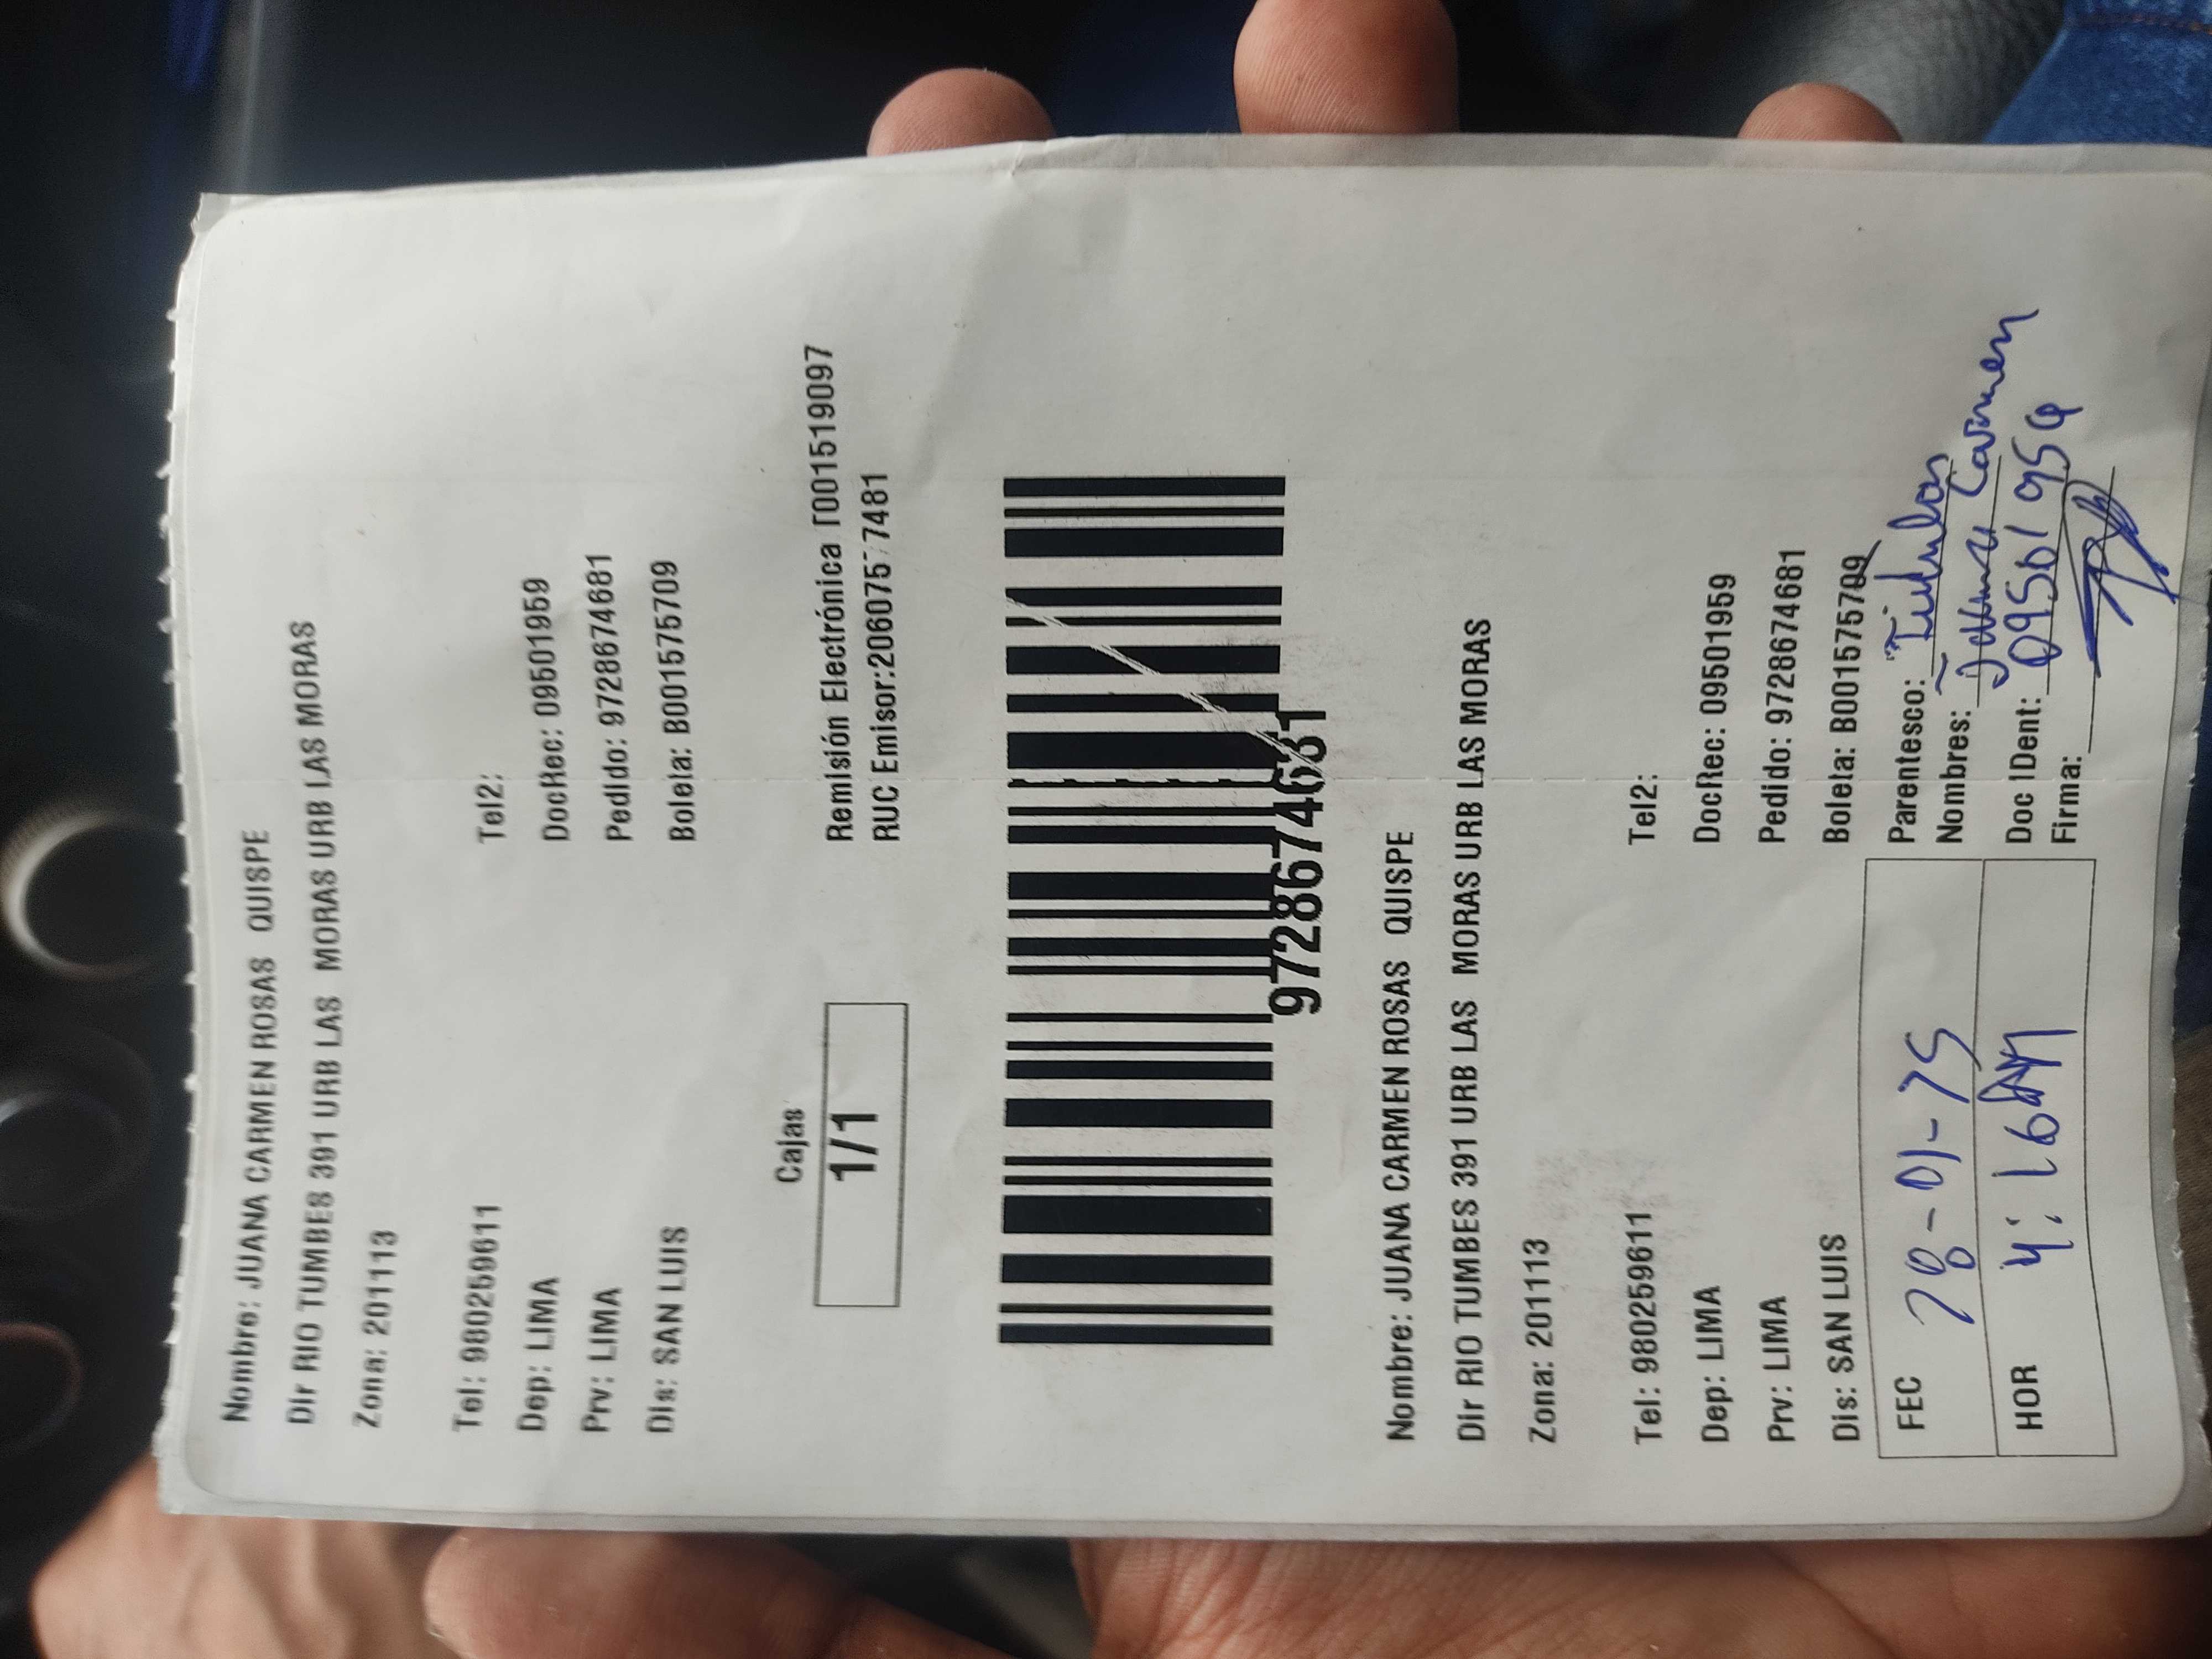 Nombre: JUANA CARMEN ROSAS QUISPE
Dir RIO TUMBES 391 URB LAS MORAS URB LAS MORAS
Zona: 201113
Tel: 980259611 Tel2:
Dep: LIMA DocRec: 09501959
Prv: LIMA Pedido: 9728674681
Dis: SAN LUIS Boleta: B001575709
Cajas
1/1
Remisión Electrónica T001519097
RUC Emisor:20607577481
9728674681
Nombre: JUANA CARMEN ROSAS QUISPE
Dir RIO TUMBES 391 URB LAS MORAS URB LAS MORAS
Zona: 201113
Tel: 980259611 Tel2:
Dep: LIMA DocRec: 09501959
Prv: LIMA Pedido: 9728674681
Dis: SAN LUIS Boleta: B001575709
FEC 28-01-25 Parentesco: Titular
Nombres: Juana Carmen
HOR 4:16 Doc IDent: 09501959
Firma: